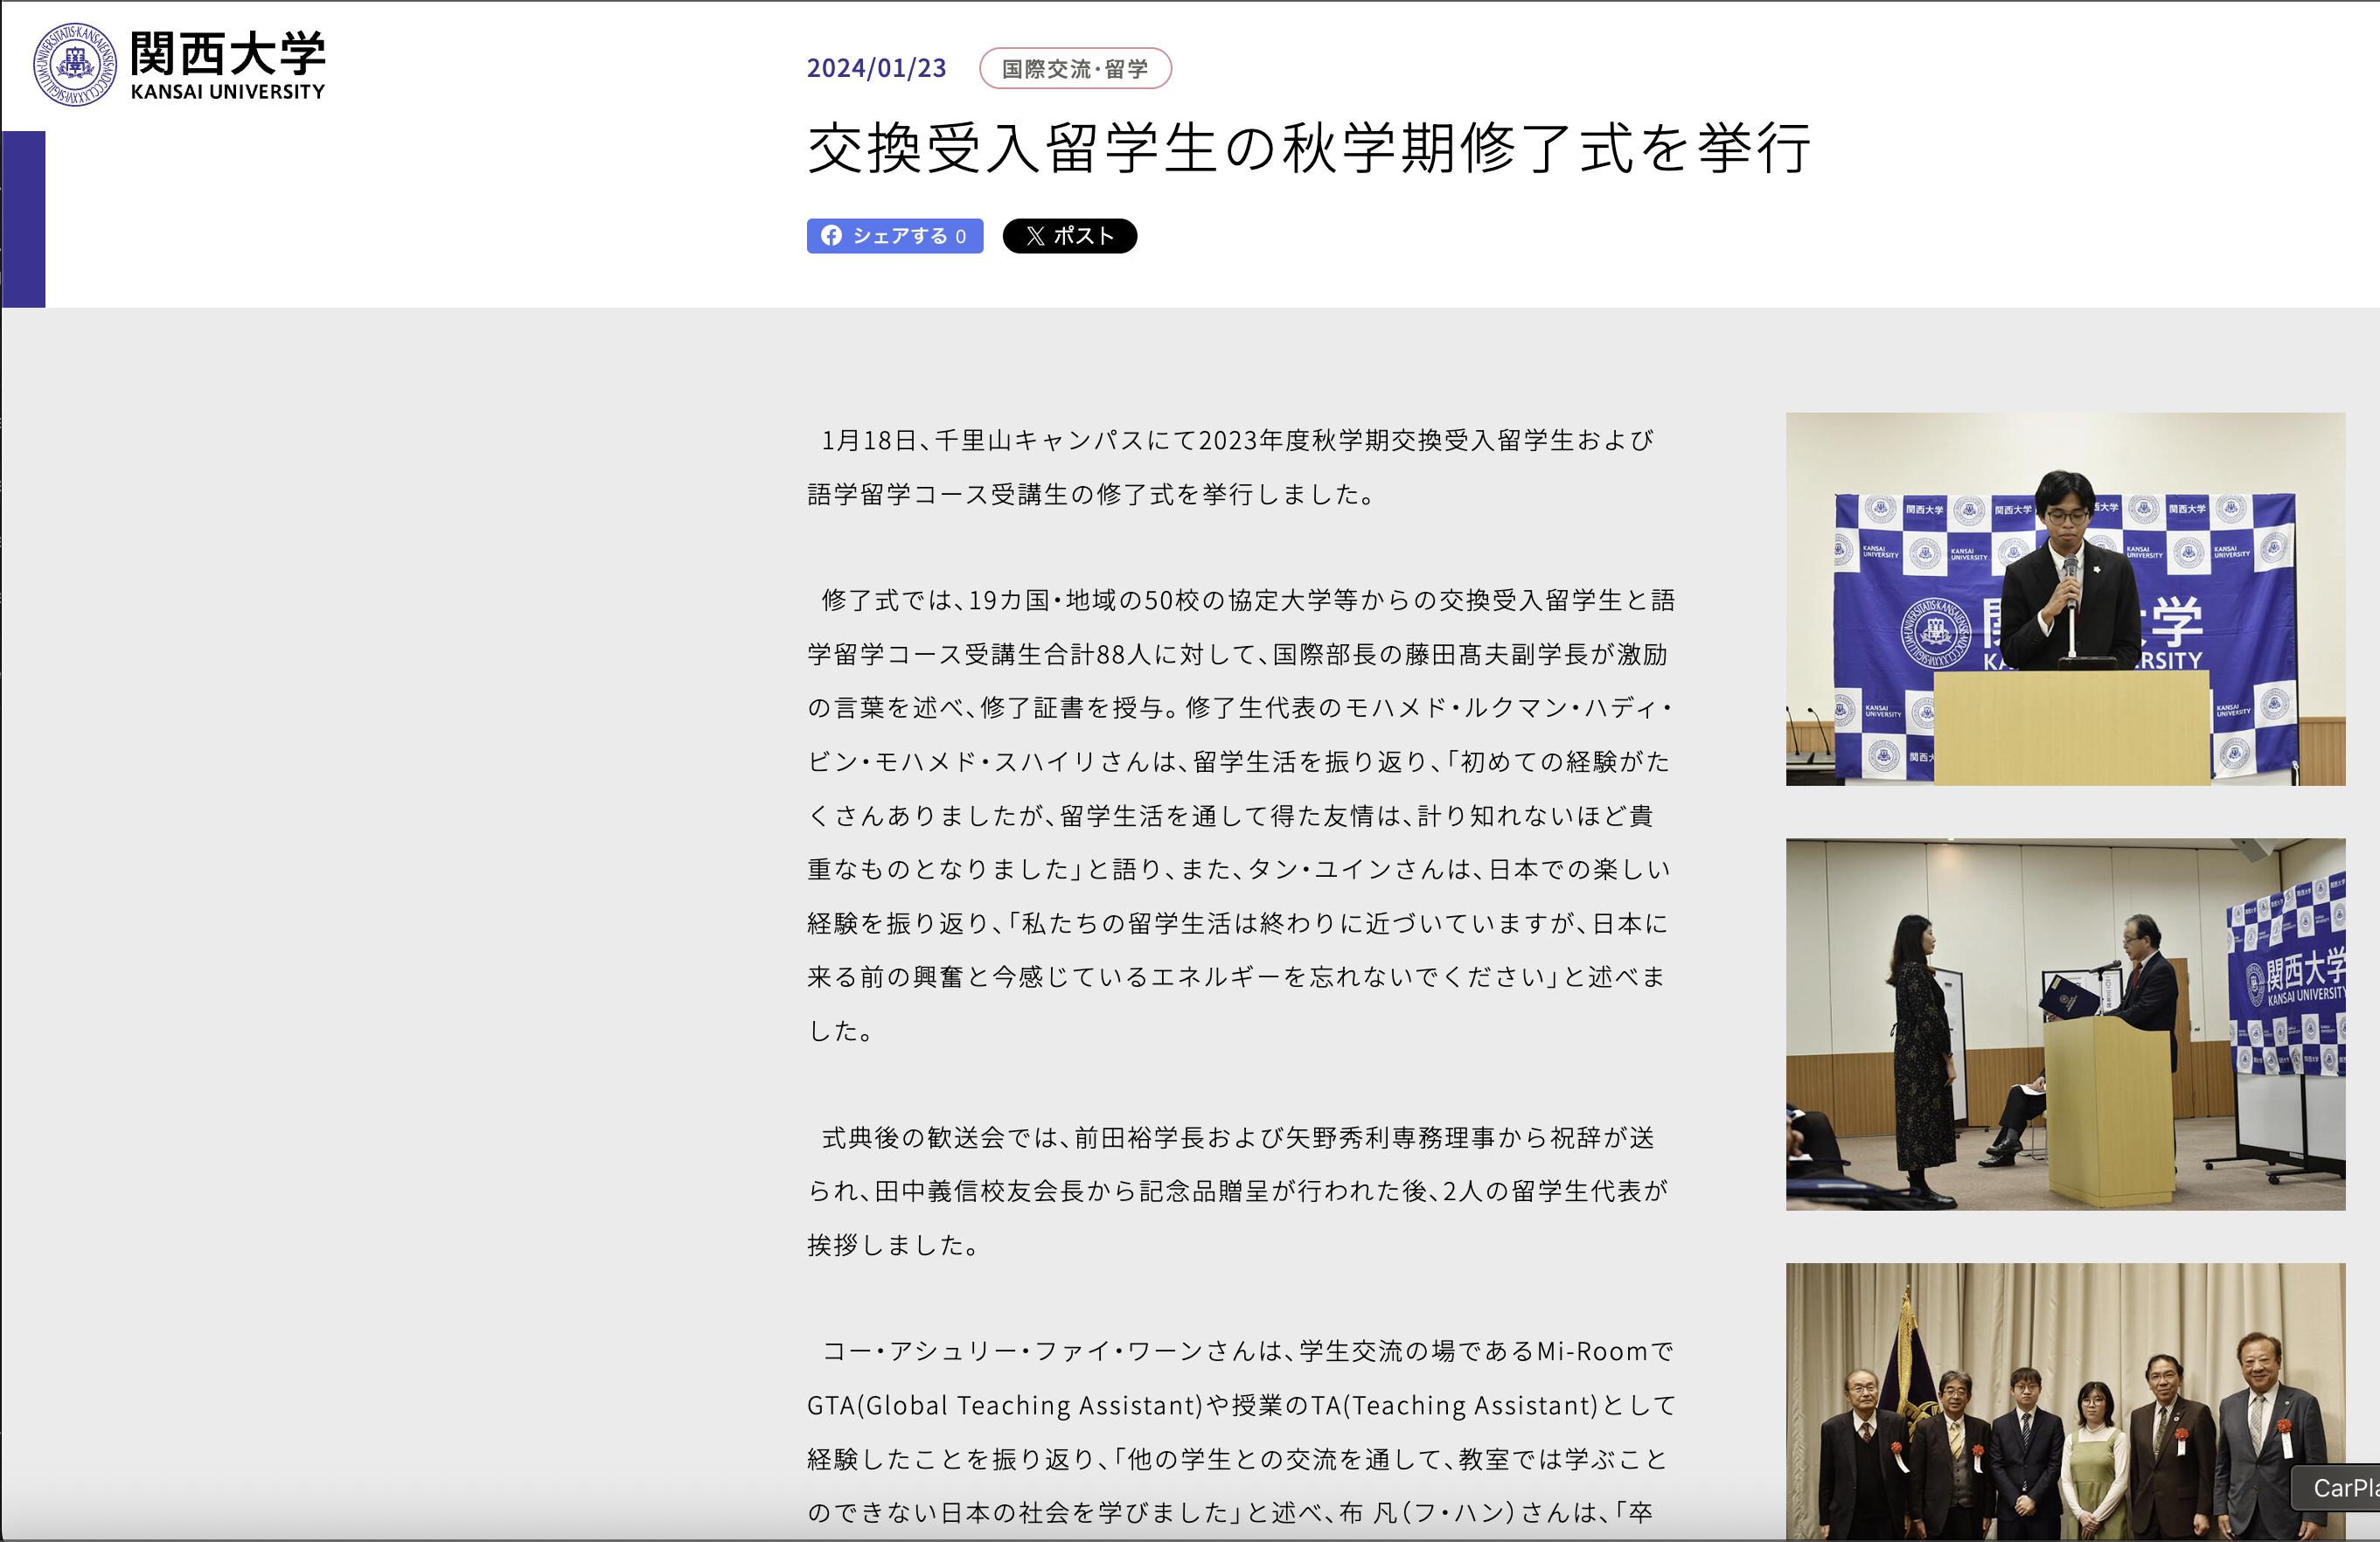 関西大学
KANSAI UNIVERSITY
2024/01/23
国際交流・留学
交換受入留学生の秋学期修了式を挙行
シェアする 0
ポスト
1月18日、千里山キャンパスにて2023年度秋学期交換受入留学生および
語学留学コース受講生の修了式を挙行しました。
修了式では、19カ国・地域の50校の協定大学等からの交換受入留学生と語
学留学コース受講生合計88人に対して、国際部長の藤田髙夫副学長が激励
の言葉を述べ、修了証書を授与。修了生代表のモハメド・ルクマン・ハディ・
ビン・モハメド・スハイリさんは、留学生活を振り返り、「初めての経験がた
くさんありましたが、留学生活を通して得た友情は、計り知れないほど貴
重なものとなりました」と語り、また、タン・ユインさんは、日本での楽しい
経験を振り返り、「私たちの留学生活は終わりに近づいていますが、日本に
来る前の興奮と今感じているエネルギーを忘れないでください」と述べま
した。
式典後の歓送会では、前田裕学長および矢野秀利専務理事から祝辞が送
られ、田中義信校友会長から記念品贈呈が行われた後、2人の留学生代表が
挨拶しました。
コー・アシュリー・ファイ・ワーンさんは、学生交流の場であるMi-Roomで
GTA(Global Teaching Assistant)や授業のTA(Teaching Assistant)として
経験したことを振り返り、「他の学生との交流を通して、教室では学ぶこと
のできない日本の社会を学びました」と述べ、布 凡（フ・ハン）さんは、「卒
関西大学
関西大学
関西大学
KANSAI UNIVERSITY
KANSAI UNIVERSITY
KANSAI UNIVERSITY
KANSAI UNIVERSITY
学
RSITY
KANSAI UNIVERSITY
KANSAI UNIVERSITY
関西大学
KANSAI UNIVERSITY
CarPla